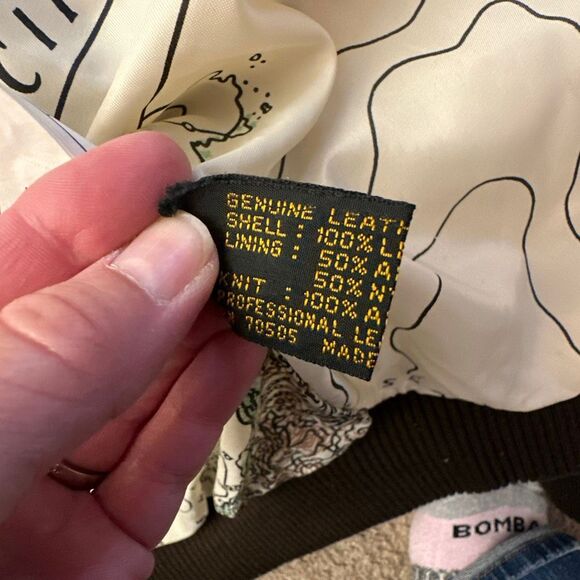 GENUINE LEATH
SHELL : 100% L
LINING : 50% A
50% N
KNIT : 100% A
PROFESSIONAL LE
N 70505 MADE
BOMBA